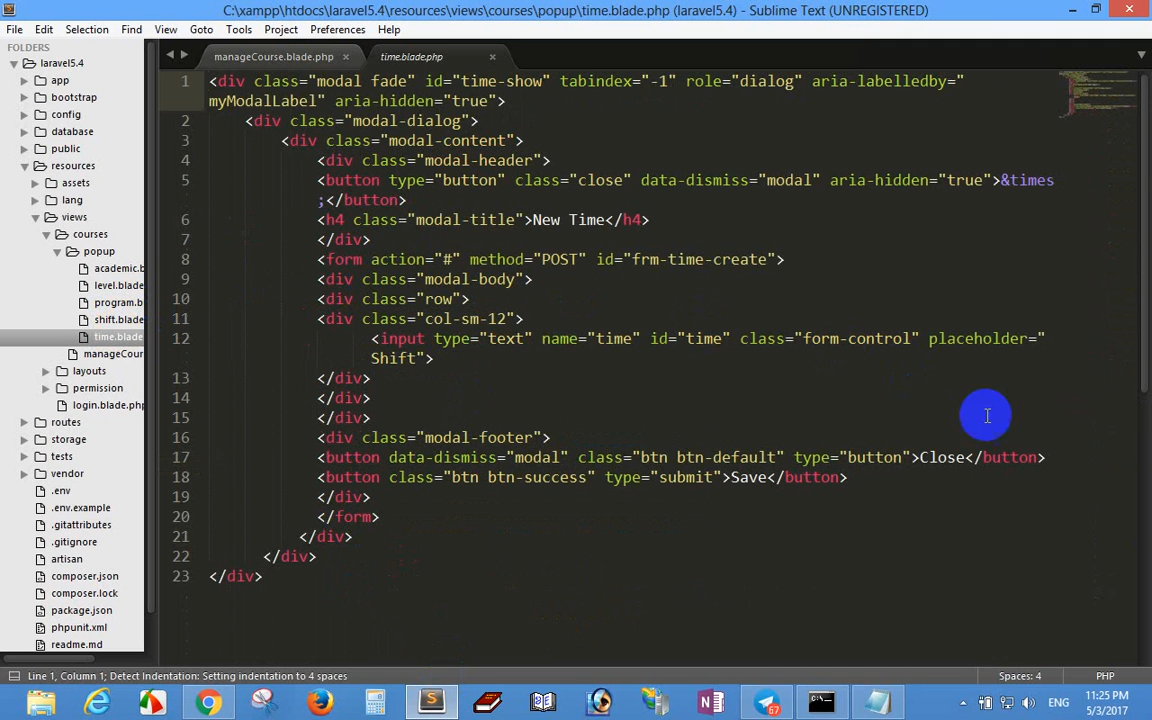 C:\xampp\htdocs\laravel5.4\resources\views\courses\popup\time.blade.php (laravel5.4) - Sublime Text (UNREGISTERED)
File Edit Selection Find View Goto Tools Project Preferences Help
FOLDERS
laravel5.4
app
bootstrap
config
database
public
resources
assets
lang
views
courses
popup
academic.b
level.blade
program.b
shift.blade
time.blade
manageCour
layouts
permission
login.blade.php
routes
storage
tests
vendor
.env
.env.example
.gitattributes
.gitignore
artisan
composer.json
composer.lock
package.json
phpunit.xml
readme.md
manageCourse.blade.php × time.blade.php ×
1 <div class="modal fade" id="time-show" tabindex="-1" role="dialog" aria-labelledby="
myModalLabel" aria-hidden="true">
2 <div class="modal-dialog">
3 <div class="modal-content">
4 <div class="modal-header">
5 <button type="button" class="close" data-dismiss="modal" aria-hidden="true">&times
;</button>
6 <h4 class="modal-title">New Time</h4>
7 </div>
8 <form action="#" method="POST" id="frm-time-create">
9 <div class="modal-body">
10 <div class="row">
11 <div class="col-sm-12">
12 <input type="text" name="time" id="time" class="form-control" placeholder="
Shift">
13 </div>
14 </div>
15 </div>
16 <div class="modal-footer">
17 <button data-dismiss="modal" class="btn btn-default" type="button">Close</button>
18 <button class="btn btn-success" type="submit">Save</button>
19 </div>
20 </form>
21 </div>
22 </div>
23 </div>
Line 1, Column 1; Detect Indentation: Setting indentation to 4 spaces Spaces: 4 PHP
67
ENG
11:25 PM
5/3/2017